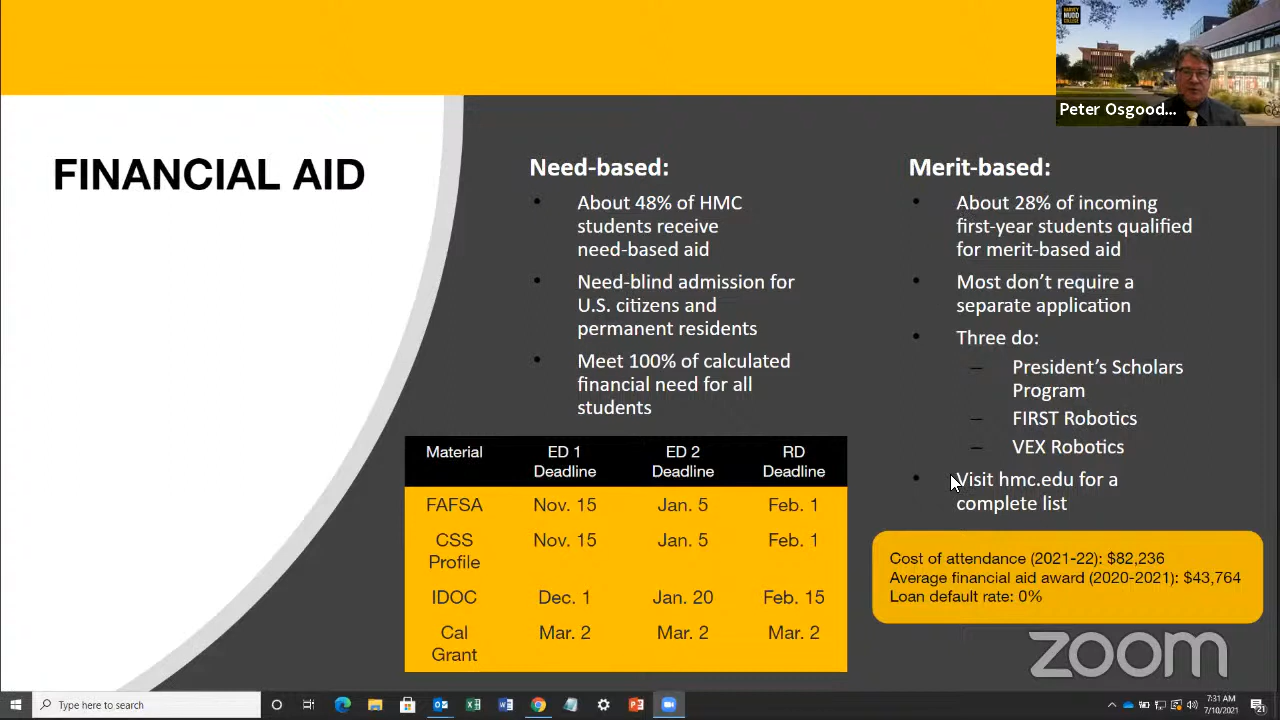 HARVEY
MUDD
COLLEGE
Peter Osgood...
FINANCIAL AID
Need-based:
• About 48% of HMC
students receive
need-based aid
• Need-blind admission for
U.S. citizens and
permanent residents
• Meet 100% of calculated
financial need for all
students
Merit-based:
• About 28% of incoming
first-year students qualified
for merit-based aid
• Most don’t require a
separate application
• Three do:
– President’s Scholars
Program
– FIRST Robotics
– VEX Robotics
• Visit hmc.edu for a
complete list
Material ED 1 Deadline ED 2 Deadline RD Deadline
FAFSA Nov. 15 Jan. 5 Feb. 1
CSS Profile Nov. 15 Jan. 5 Feb. 1
IDOC Dec. 1 Jan. 20 Feb. 15
Cal Grant Mar. 2 Mar. 2 Mar. 2
Cost of attendance (2021-22): $82,236
Average financial aid award (2020-2021): $43,764
Loan default rate: 0%
zoom
Type here to search
7:31 AM
7/10/2021
21